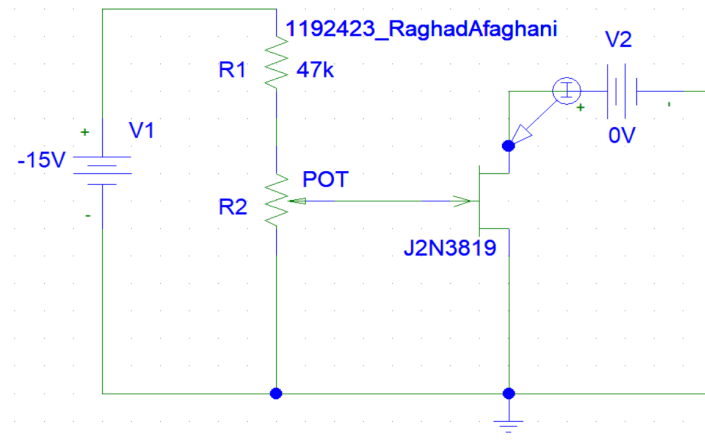 1192423_RaghadAfaghani
V2
R1 47k
+ V1
+ -
-15V
0V
POT
R2
-
J2N3819